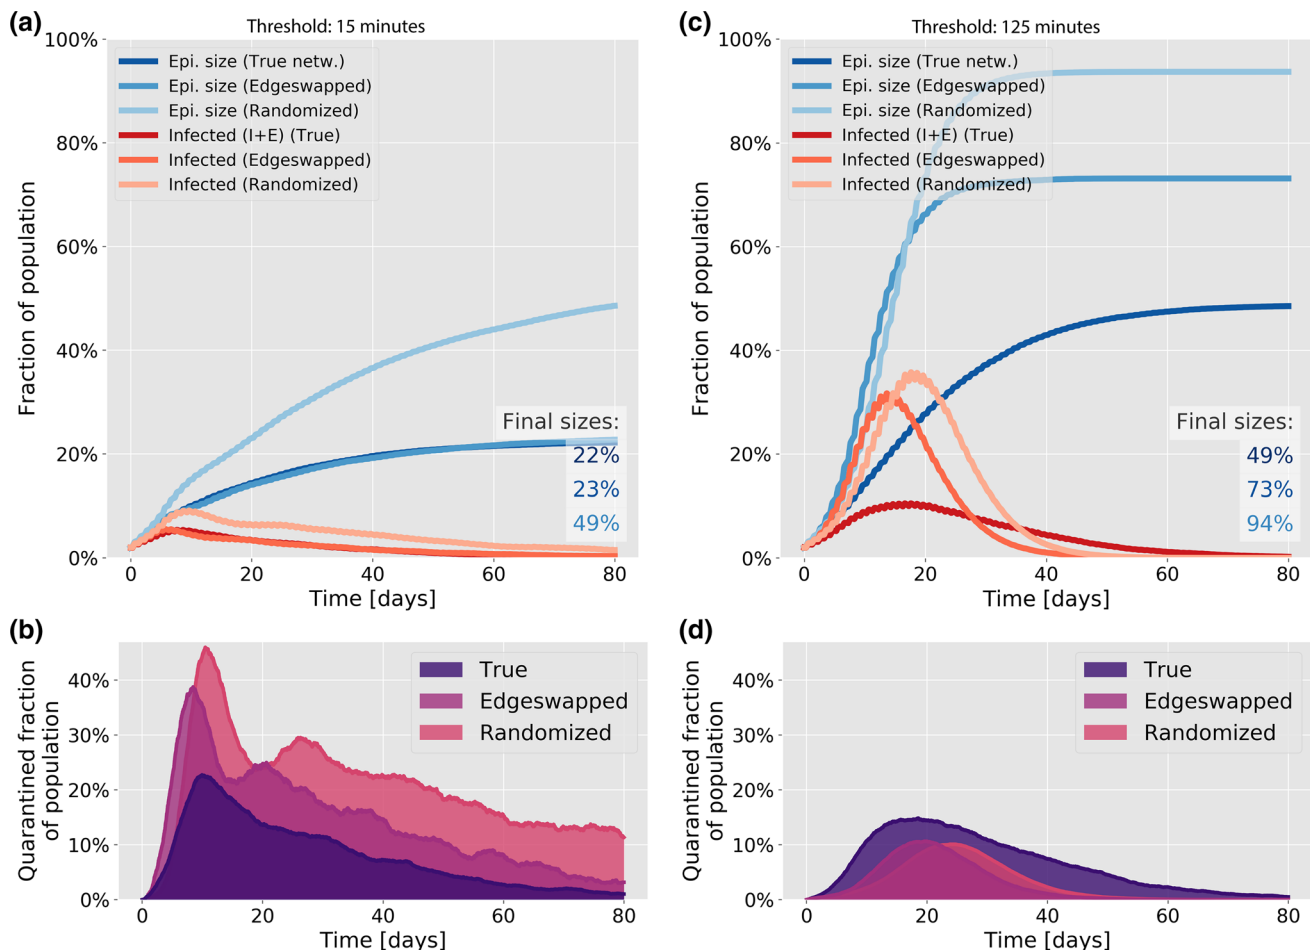 (a)
Threshold: 15 minutes
100%
80%
60%
40%
20%
0%
Fraction of population
Epi. size (True netw.)
Epi. size (Edgeswapped)
Epi. size (Randomized)
Infected (I+E) (True)
Infected (Edgeswapped)
Infected (Randomized)
Final sizes:
22%
23%
49%
0 20 40 60 80
Time [days]
(c)
Threshold: 125 minutes
100%
80%
60%
40%
20%
0%
Fraction of population
Epi. size (True netw.)
Epi. size (Edgeswapped)
Epi. size (Randomized)
Infected (I+E) (True)
Infected (Edgeswapped)
Infected (Randomized)
Final sizes:
49%
73%
94%
0 20 40 60 80
Time [days]
(b)
Quarantined fraction
of population
40%
30%
20%
10%
0%
True
Edgeswapped
Randomized
0 20 40 60 80
Time [days]
(d)
Quarantined fraction
of population
40%
30%
20%
10%
0%
True
Edgeswapped
Randomized
0 20 40 60 80
Time [days]